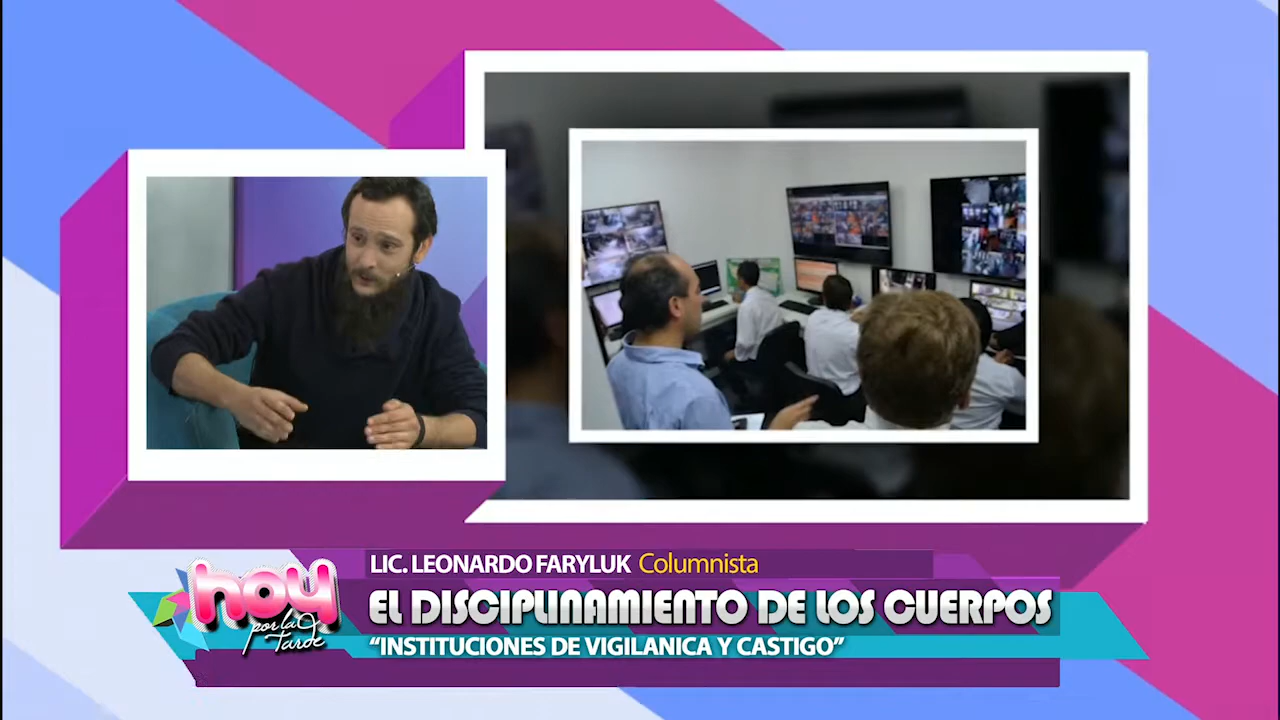 LIC. LEONARDO FARYLUK Columnista
EL DISCIPLINAMIENTO DE LOS CUERPOS
"INSTITUCIONES DE VIGILANICA Y CASTIGO"
hoy
por la
Tarde